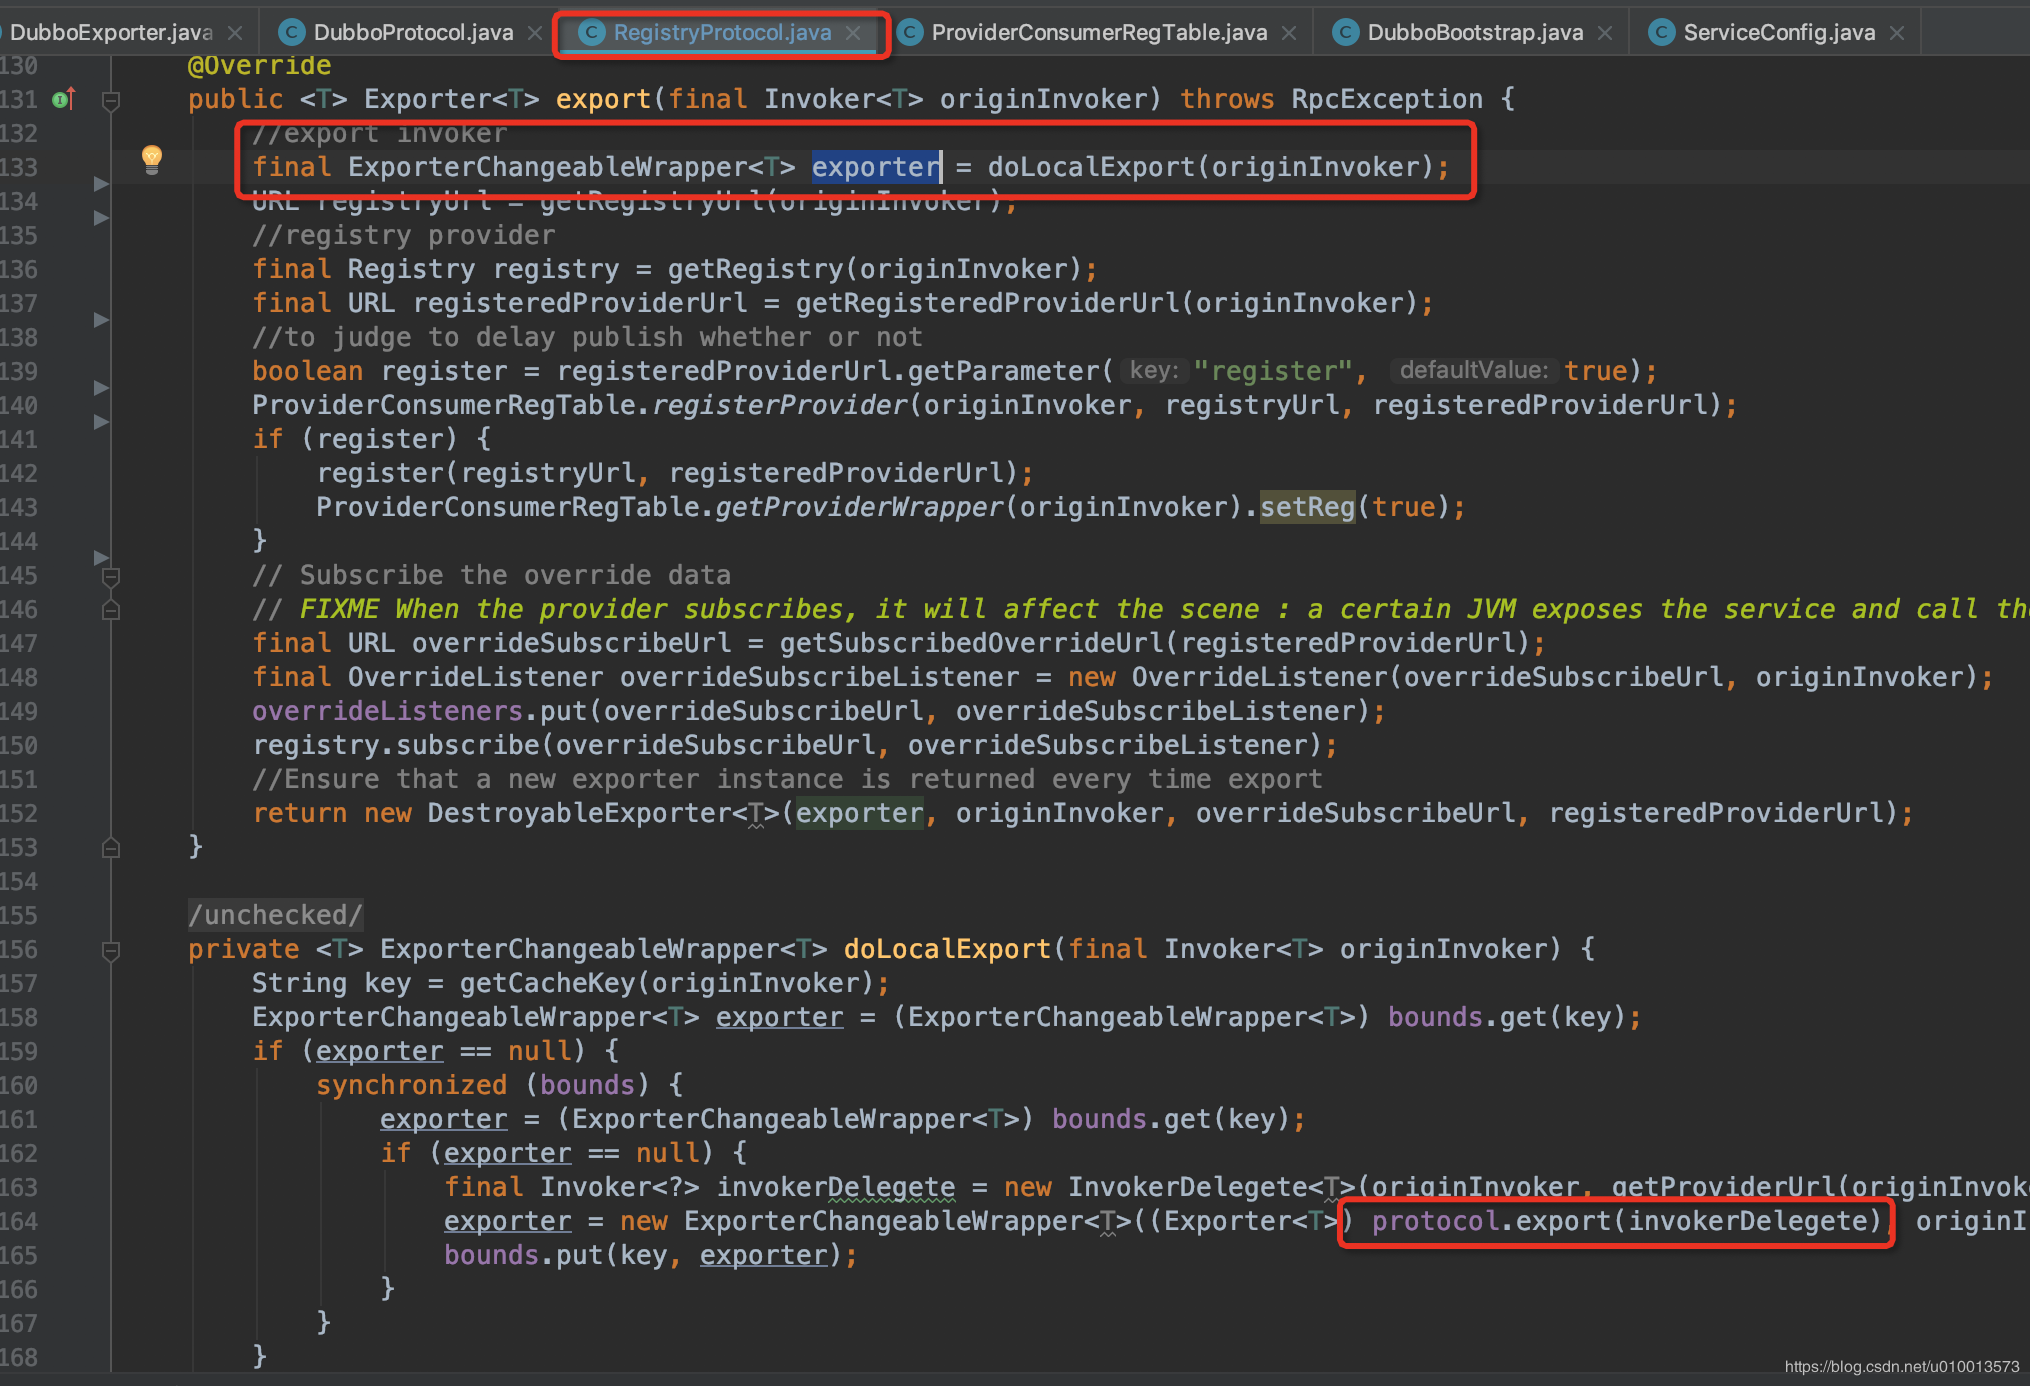 DubboExporter.java DubboProtocol.java RegistryProtocol.java ProviderConsumerRegTable.java DubboBootstrap.java ServiceConfig.java
130 @Override
131 public <T> Exporter<T> export(final Invoker<T> originInvoker) throws RpcException {
132 //export invoker
133 final ExporterChangeableWrapper<T> exporter = doLocalExport(originInvoker);
134 URL registryUrl = getRegistryUrl(originInvoker);
135 //registry provider
136 final Registry registry = getRegistry(originInvoker);
137 final URL registeredProviderUrl = getRegisteredProviderUrl(originInvoker);
138 //to judge to delay publish whether or not
139 boolean register = registeredProviderUrl.getParameter( key: "register", defaultValue: true);
140 ProviderConsumerRegTable.registerProvider(originInvoker, registryUrl, registeredProviderUrl);
141 if (register) {
142 register(registryUrl, registeredProviderUrl);
143 ProviderConsumerRegTable.getProviderWrapper(originInvoker).setReg(true);
144 }
145 // Subscribe the override data
146 // FIXME When the provider subscribes, it will affect the scene : a certain JVM exposes the service and call th
147 final URL overrideSubscribeUrl = getSubscribedOverrideUrl(registeredProviderUrl);
148 final OverrideListener overrideSubscribeListener = new OverrideListener(overrideSubscribeUrl, originInvoker);
149 overrideListeners.put(overrideSubscribeUrl, overrideSubscribeListener);
150 registry.subscribe(overrideSubscribeUrl, overrideSubscribeListener);
151 //Ensure that a new exporter instance is returned every time export
152 return new DestroyableExporter<T>(exporter, originInvoker, overrideSubscribeUrl, registeredProviderUrl);
153 }
154
155 /unchecked/
156 private <T> ExporterChangeableWrapper<T> doLocalExport(final Invoker<T> originInvoker) {
157 String key = getCacheKey(originInvoker);
158 ExporterChangeableWrapper<T> exporter = (ExporterChangeableWrapper<T>) bounds.get(key);
159 if (exporter == null) {
160 synchronized (bounds) {
161 exporter = (ExporterChangeableWrapper<T>) bounds.get(key);
162 if (exporter == null) {
163 final Invoker<?> invokerDelegete = new InvokerDelegete<T>(originInvoker, getProviderUrl(originInvok
164 exporter = new ExporterChangeableWrapper<T>((Exporter<T>) protocol.export(invokerDelegete), originI
165 bounds.put(key, exporter);
166 }
167 }
168 }
https://blog.csdn.net/u010013573